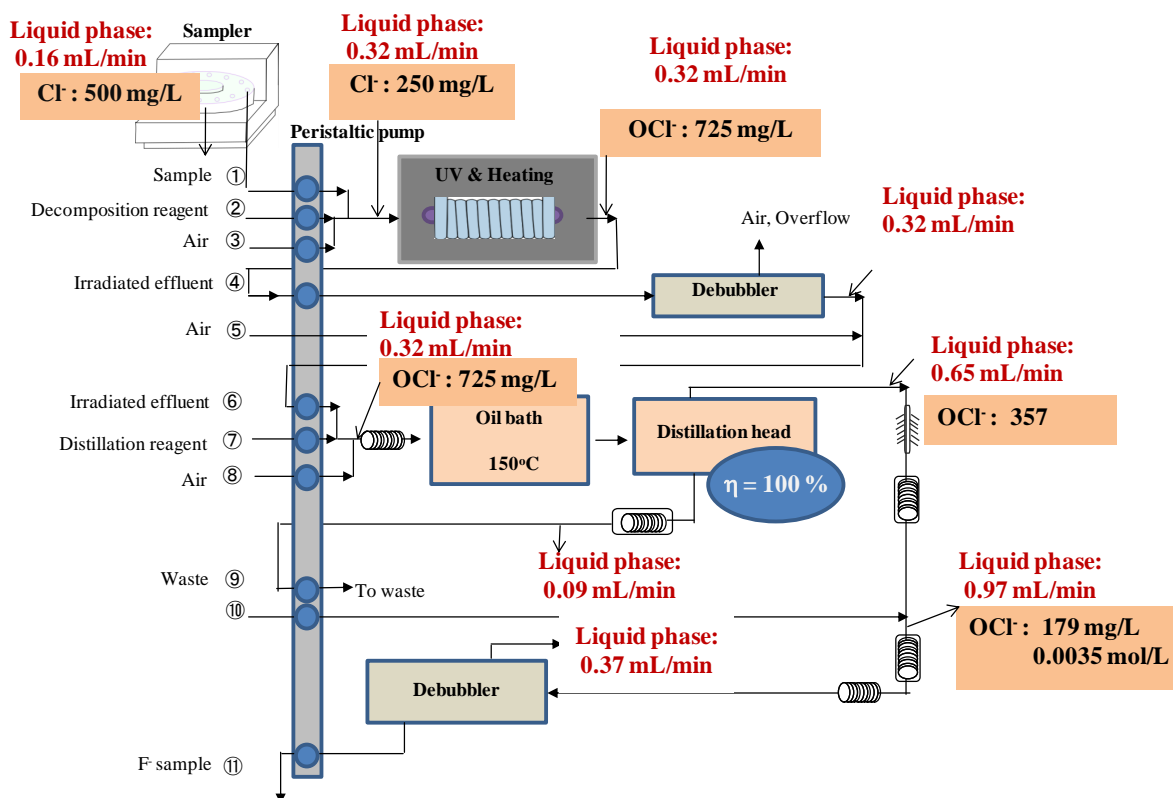 Liquid phase:
0.16 mL/min
Sampler
Cl⁻ : 500 mg/L
Liquid phase:
0.32 mL/min
Cl⁻ : 250 mg/L
Liquid phase:
0.32 mL/min
OCl⁻ : 725 mg/L
Peristaltic pump
UV & Heating
Sample ①
Decomposition reagent ②
Air ③
Irradiated effluent ④
Air, Overflow
Liquid phase:
0.32 mL/min
Debubbler
Air ⑤
Liquid phase:
0.32 mL/min
OCl⁻ : 725 mg/L
Liquid phase:
0.65 mL/min
OCl⁻ : 357
Irradiated effluent ⑥
Distillation reagent ⑦
Air ⑧
Oil bath
150°C
Distillation head
η = 100 %
Liquid phase:
0.09 mL/min
Waste ⑨
To waste
⑩
Liquid phase:
0.97 mL/min
OCl⁻ : 179 mg/L
0.0035 mol/L
Liquid phase:
0.37 mL/min
Debubbler
F⁻ sample ⑪